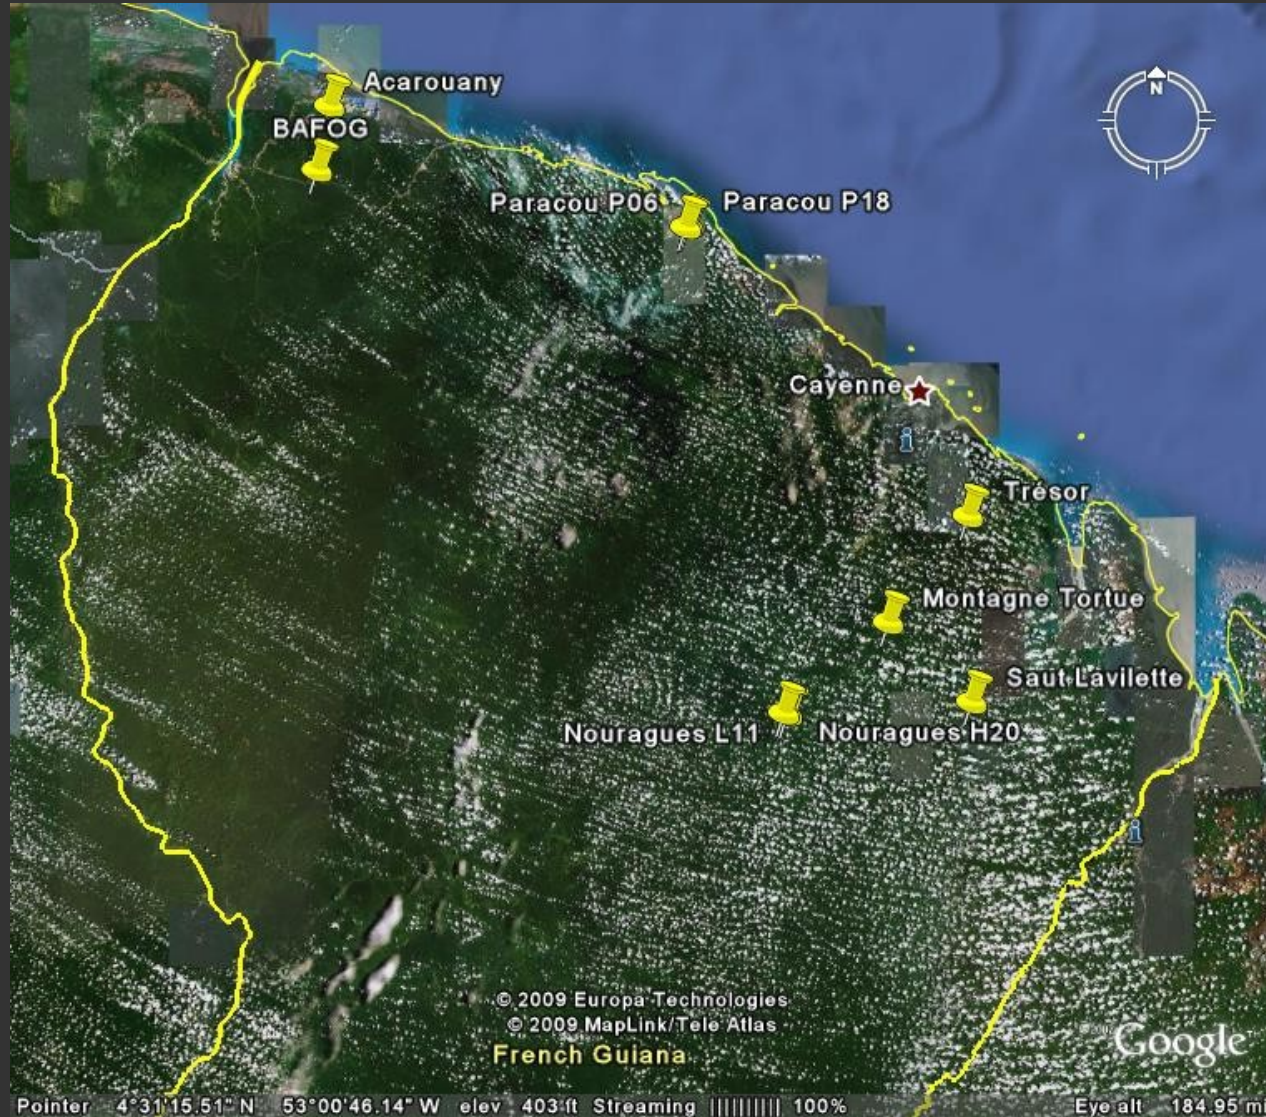 Acarouany
N
BAFOG
Paracou P06
Paracou P18
Cayenne
Trésor
Montagne Tortue
Saut Lavilette
Nouragues L11
Nouragues H20
© 2009 Europa Technologies
© 2009 MapLink/Tele Atlas
Google
French Guiana
Pointer 4°31'15.51" N 53°00'46.14" W elev 403 ft Streaming |||||||||| 100% Eye alt 184.95 mi